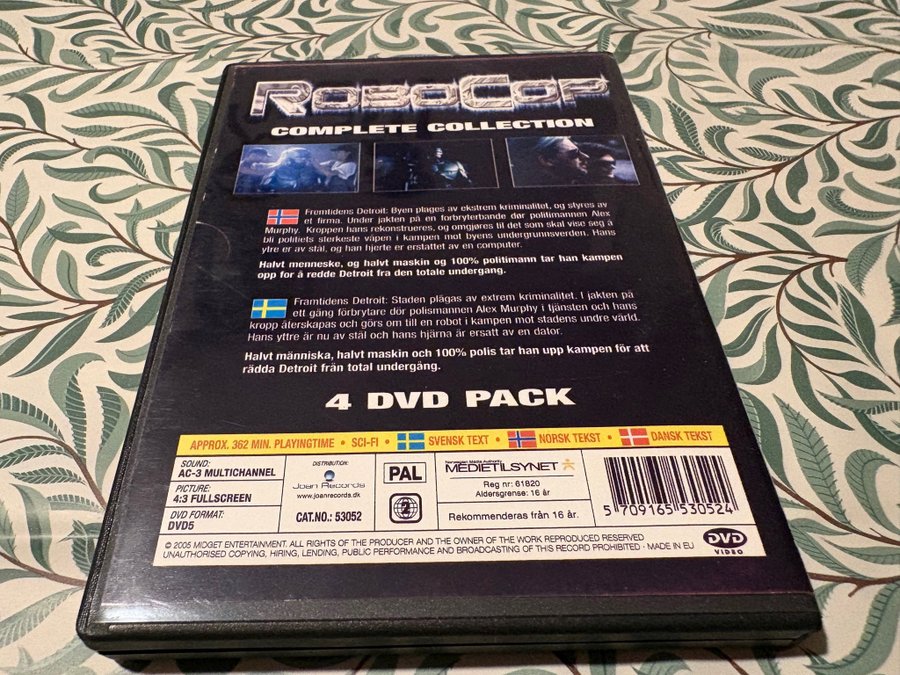 ROBOCOP
COMPLETE COLLECTION
Fremtidens Detroit: Byen plages av ekstrem kriminalitet, og styres av
et firma. Under jakten på en forbryterbande dør politimannen Alex
Murphy. Kroppen hans rekonstrueres, og omgjøres til det som skal vise seg å
bli politiets sterkeste våpen i kampen mot byens undergrunnsverden. Hans
ytre er av stål, og han hjerte er erstattet av en computer.
Halvt menneske, og halvt maskin og 100% politimann tar han kampen
opp for å redde Detroit fra den totale undergang.
Framtidens Detroit: Staden plågas av extrem kriminalitet. I jakten på
ett gäng förbrytare dör polismannen Alex Murphy i tjänsten och hans
kropp återskapas och görs om till en robot i kampen mot stadens undre värld.
Hans yttre är nu av stål och hans hjärna är ersatt av en dator.
Halvt människa, halvt maskin och 100% polis tar han upp kampen för att
rädda Detroit från total undergång.
4 DVD PACK
APPROX. 362 MIN. PLAYINGTIME • SCI-FI • SVENSK TEXT • NORSK TEKST • DANSK TEKST
SOUND:
AC-3 MULTICHANNEL
PICTURE:
4:3 FULLSCREEN
DVD FORMAT:
DVD5
DISTRIBUTION:
Joan Records
www.joanrecords.dk
CAT.NO.: 53052
PAL
2
Norwegian Media Authority
MEDIETILSYNET
Reg nr: 61820
Aldersgrense: 16 år
Rekommenderas från 16 år.
5 709165 530524
DVD
VIDEO
© 2005 MIDGET ENTERTAINMENT. ALL RIGHTS OF THE PRODUCER AND THE OWNER OF THE WORK REPRODUCED RESERVED
UNAUTHORISED COPYING, HIRING, LENDING, PUBLIC PERFORMANCE AND BROADCASTING OF THIS RECORD PROHIBITED · MADE IN EU